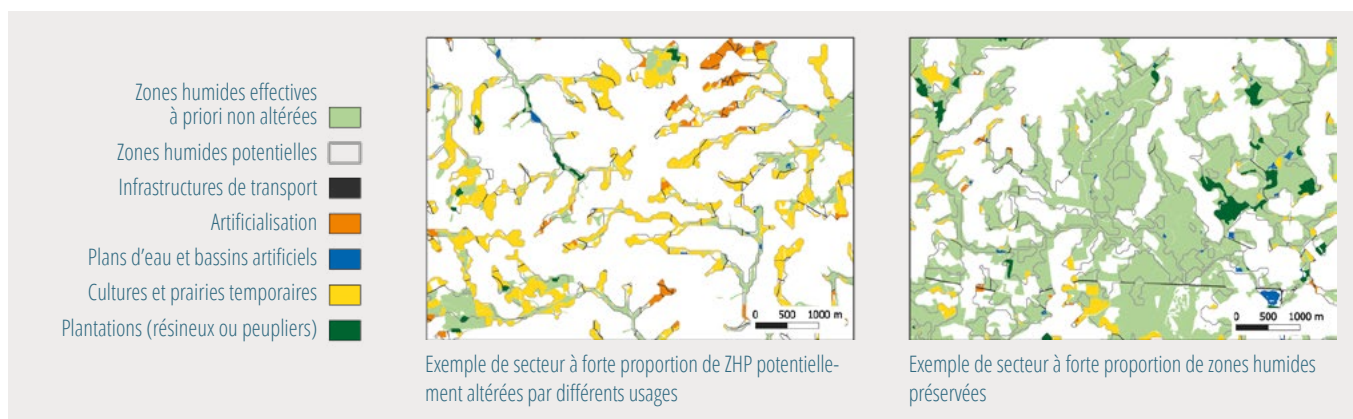 Zones humides effectives
à priori non altérées
Zones humides potentielles
Infrastructures de transport
Artificialisation
Plans d'eau et bassins artificiels
Cultures et prairies temporaires
Plantations (résineux ou peupliers)
0 500 1000 m
Exemple de secteur à forte proportion de ZHP potentielle-
ment altérées par différents usages
0 500 1000 m
Exemple de secteur à forte proportion de zones humides
préservées